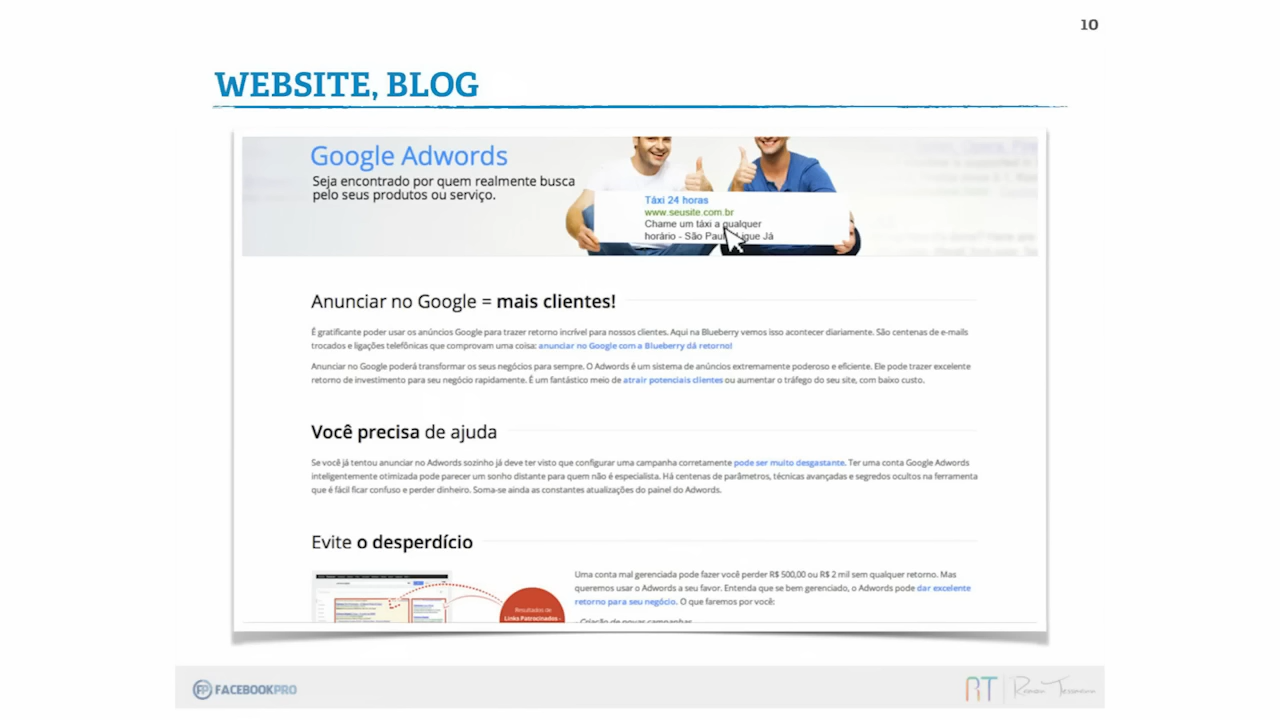 10
WEBSITE, BLOG
Google Adwords
Seja encontrado por quem realmente busca
pelo seus produtos ou serviço.
Táxi 24 horas
www.seusite.com.br
Chame um táxi a qualquer
horário - São Paulo Ligue Já
Anunciar no Google = mais clientes!
É gratificante poder usar os anúncios Google para trazer retorno incrível para nossos clientes. Aqui na Blueberry vemos isso acontecer diariamente. São centenas de e-mails
trocados e ligações telefônicas que comprovam uma coisa: anunciar no Google com a Blueberry dá retorno!
Anunciar no Google poderá transformar os seus negócios para sempre. O Adwords é um sistema de anúncios extremamente poderoso e eficiente. Ele pode trazer excelente
retorno de investimento para seu negócio rapidamente. É um fantástico meio de atrair potenciais clientes ou aumentar o tráfego do seu site, com baixo custo.
Você precisa de ajuda
Se você já tentou anunciar no Adwords sozinho já deve ter visto que configurar uma campanha corretamente pode ser muito desgastante. Ter uma conta Google Adwords
inteligentemente otimizada pode parecer um sonho distante para quem não é especialista. Há centenas de parâmetros, técnicas avançadas e segredos ocultos na ferramenta
que é fácil ficar confuso e perder dinheiro. Soma-se ainda as constantes atualizações do painel do Adwords.
Evite o desperdício
Uma conta mal gerenciada pode fazer você perder R$ 500,00 ou R$ 2 mil sem qualquer retorno. Mas
queremos usar o Adwords a seu favor. Entenda que se bem gerenciado, o Adwords pode dar excelente
retorno para seu negócio. O que faremos por você:
- Criação de novas campanhas
Resultados de
Links Patrocinados -
FP FACEBOOKPRO
RT